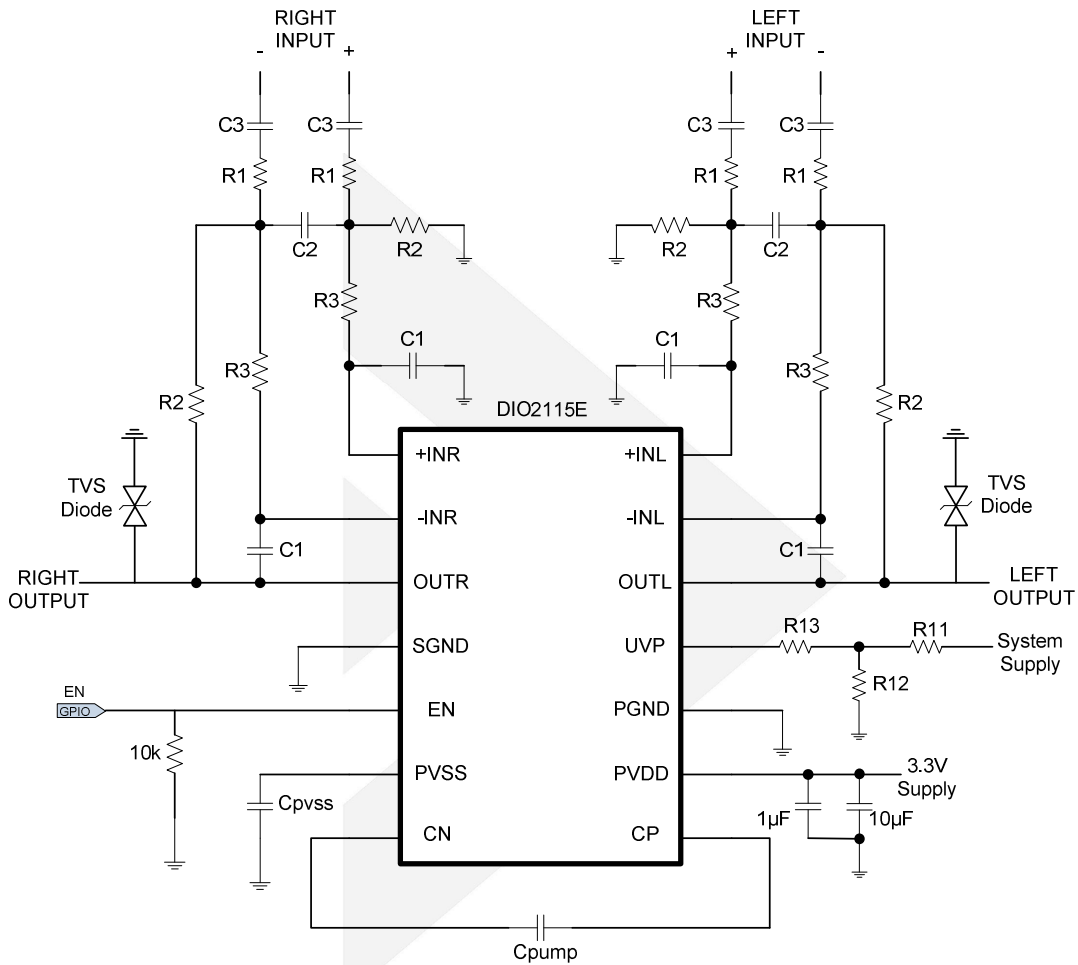 RIGHT
INPUT
- +
LEFT
INPUT
+ -
C3 C3 C3 C3
R1 R1 R1 R1
C2 R2 R2 C2
R3 R3
C1 C1
R3 R3
R2 R2
DIO2115E
TVS
Diode
TVS
Diode
+INR +INL
-INR -INL
C1 C1
RIGHT
OUTPUT
OUTR OUTL
LEFT
OUTPUT
SGND UVP
R13 R11
System
Supply
R12
EN
GPIO
EN PGND
10k
PVSS PVDD
3.3V
Supply
Cpvss
1µF 10µF
CN CP
Cpump